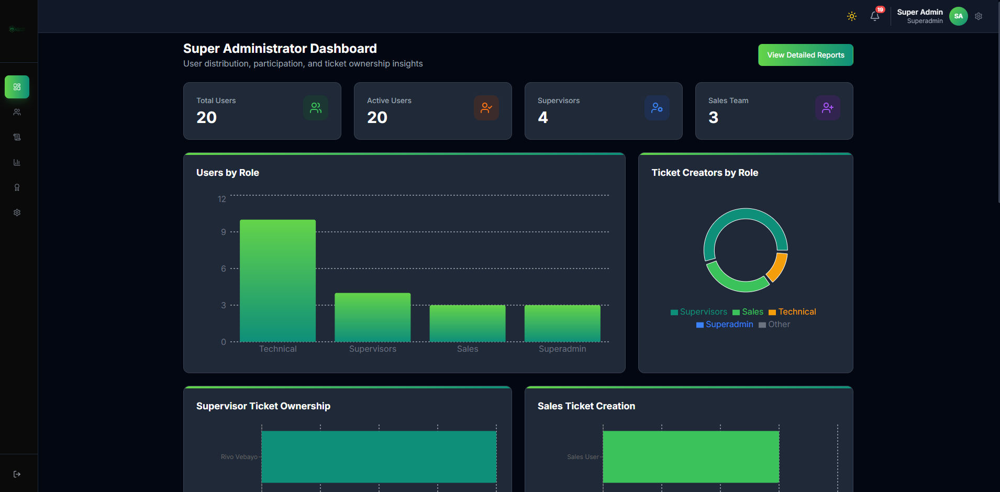 19
Super Admin
Superadmin
SA
Super Administrator Dashboard
User distribution, participation, and ticket ownership insights
View Detailed Reports
Total Users
20
Active Users
20
Supervisors
4
Sales Team
3
Users by Role
12
9
6
3
0
Technical
Supervisors
Sales
Superadmin
Ticket Creators by Role
Supervisors
Sales
Technical
Superadmin
Other
Supervisor Ticket Ownership
Rivo Vebayo
Sales Ticket Creation
Sales User